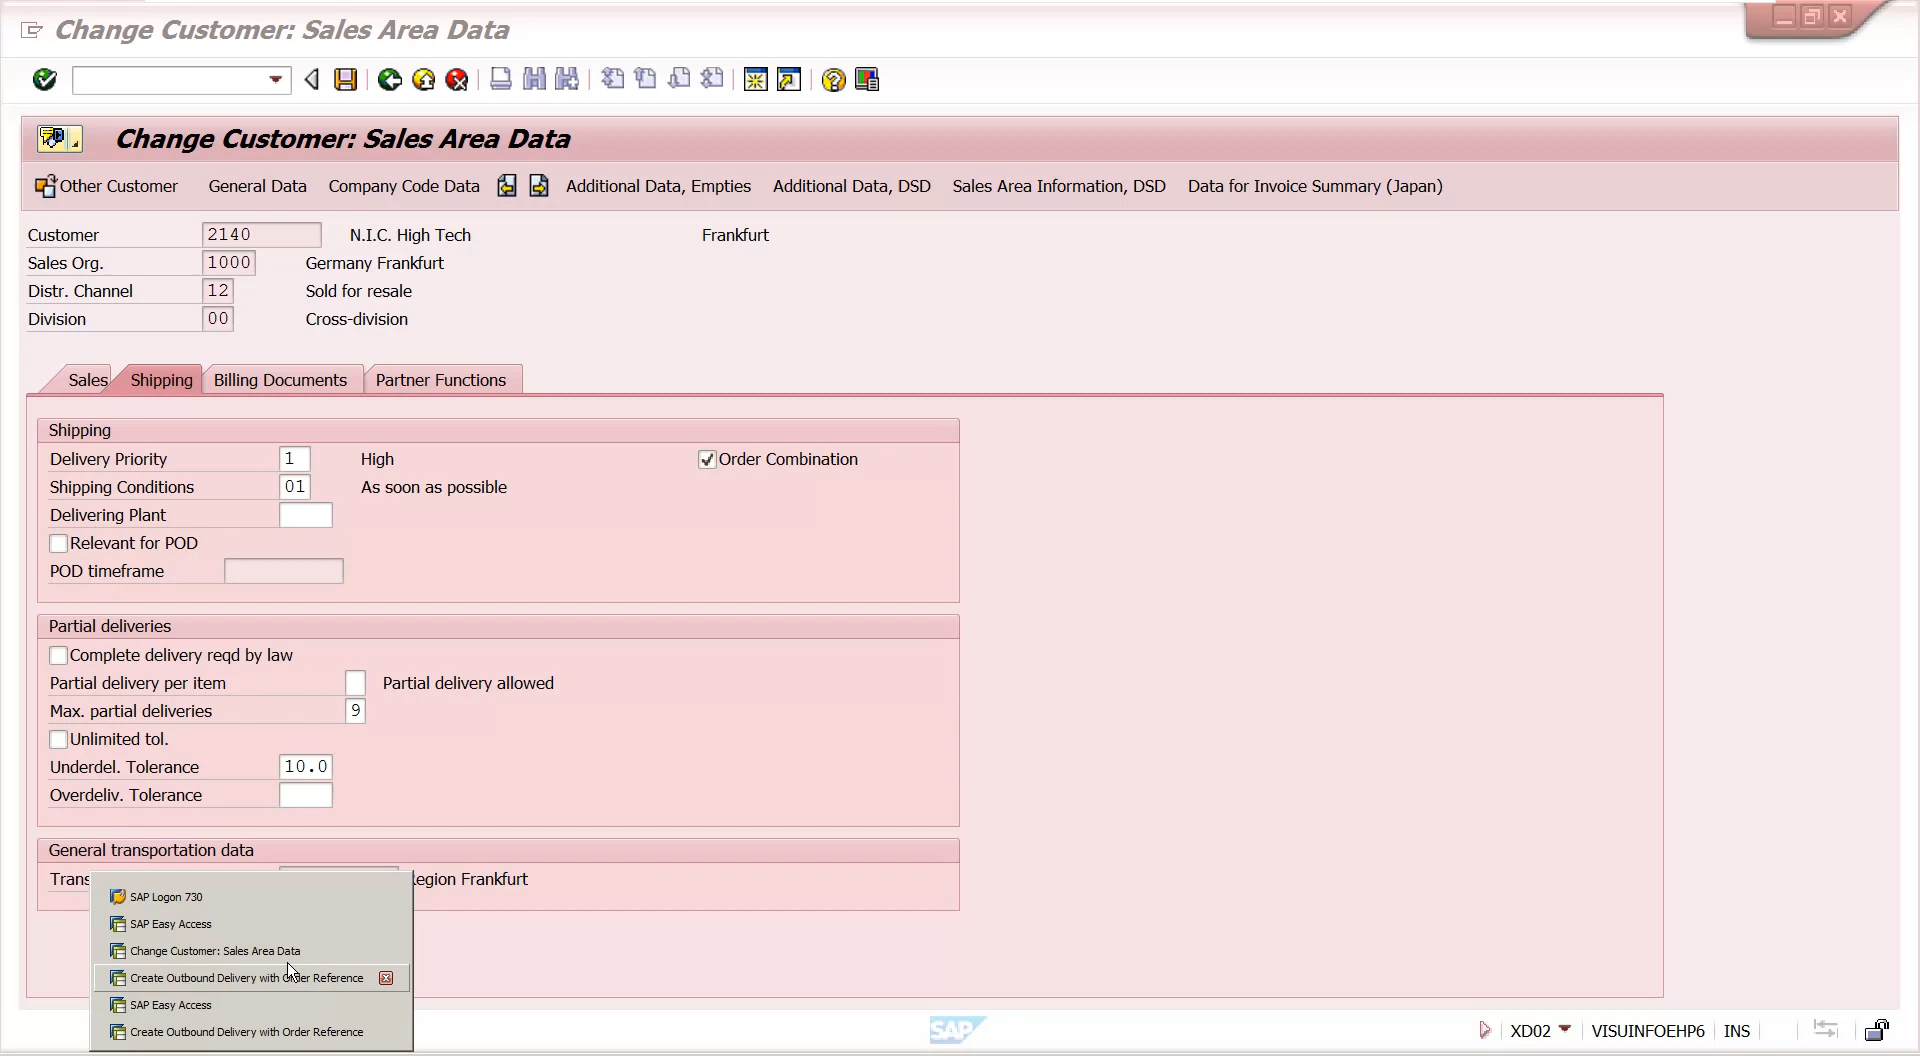 Change Customer: Sales Area Data
Change Customer: Sales Area Data
Other Customer General Data Company Code Data Additional Data, Empties Additional Data, DSD Sales Area Information, DSD Data for Invoice Summary (Japan)
Customer 2140 N.I.C. High Tech Frankfurt
Sales Org. 1000 Germany Frankfurt
Distr. Channel 12 Sold for resale
Division 00 Cross-division
Sales Shipping Billing Documents Partner Functions
Shipping
Delivery Priority 1 High Order Combination
Shipping Conditions 01 As soon as possible
Delivering Plant
Relevant for POD
POD timeframe
Partial deliveries
Complete delivery reqd by law
Partial delivery per item Partial delivery allowed
Max. partial deliveries 9
Unlimited tol.
Underdel. Tolerance 10.0
Overdeliv. Tolerance
General transportation data
Trans Region Frankfurt
SAP Logon 730
SAP Easy Access
Change Customer: Sales Area Data
Create Outbound Delivery with Order Reference
SAP Easy Access
Create Outbound Delivery with Order Reference
SAP XD02 VISUINFOEHP6 INS